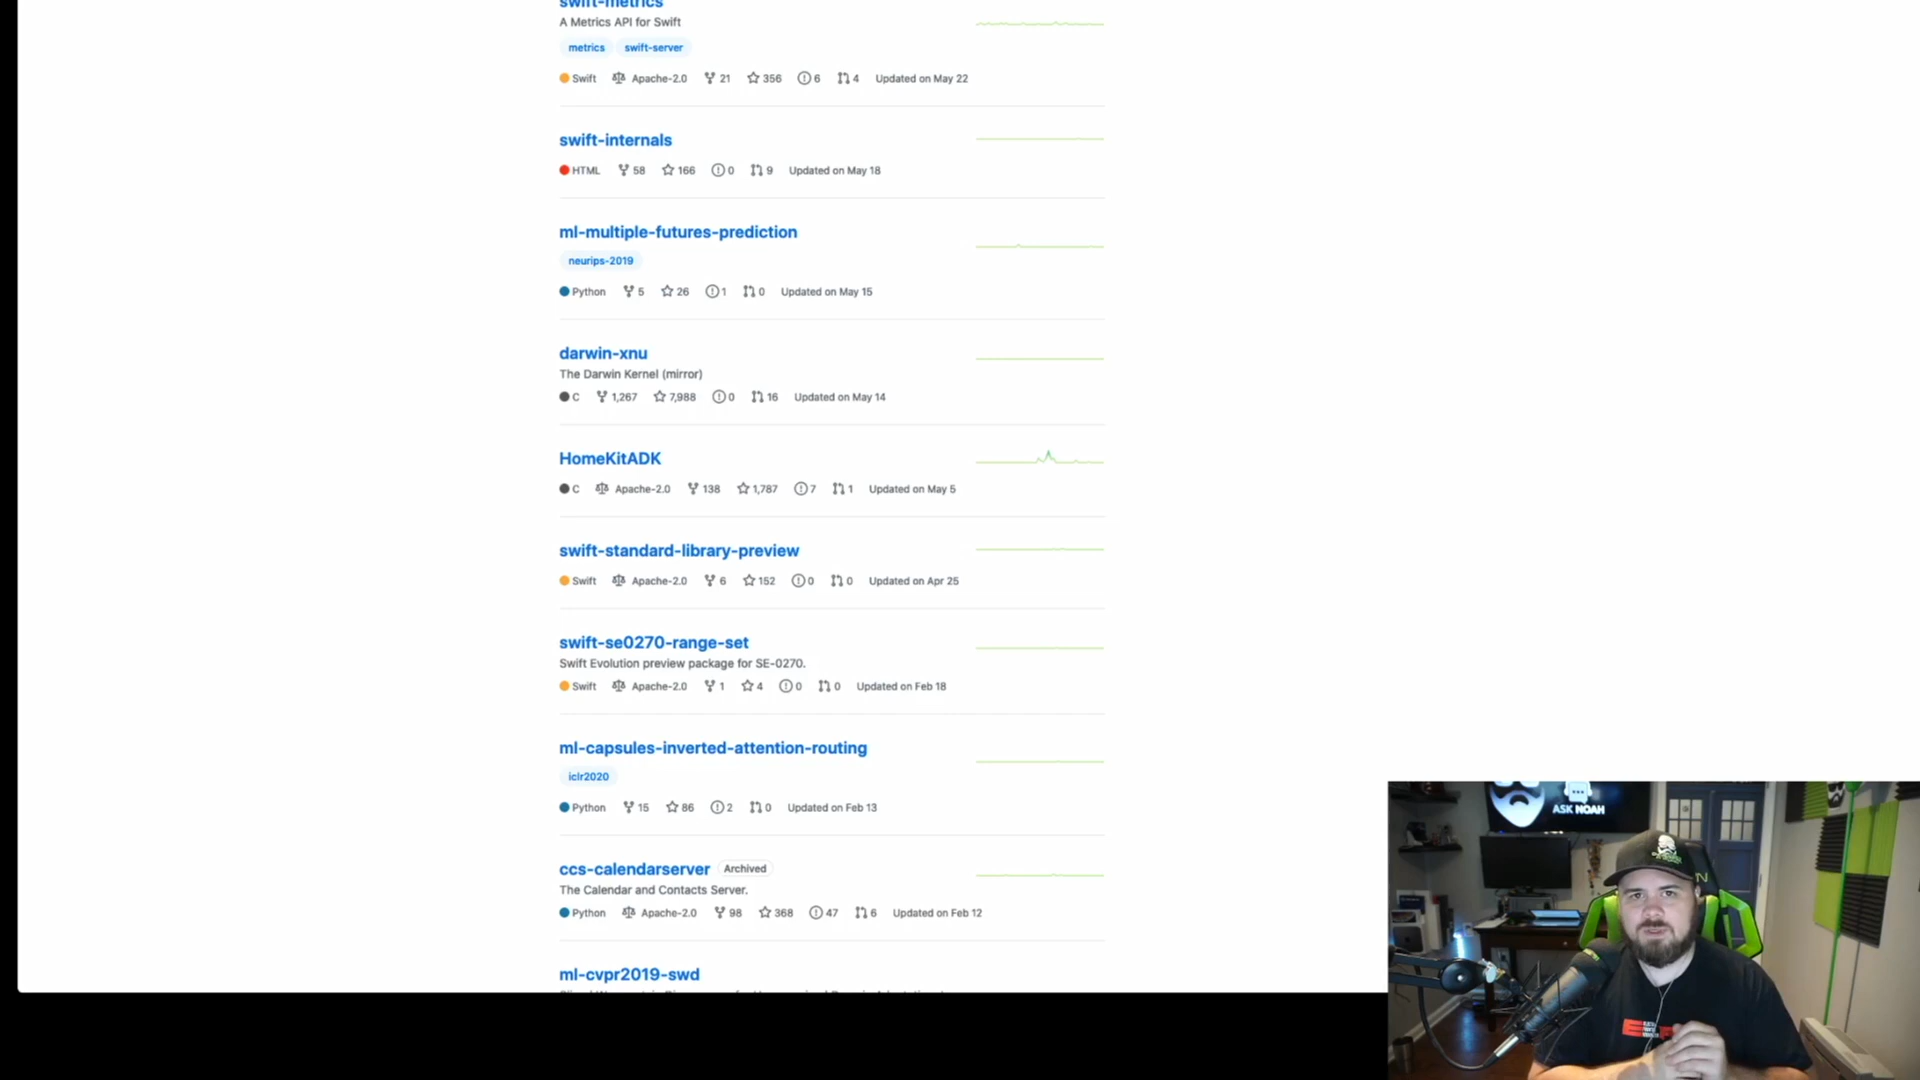 swift-metrics
A Metrics API for Swift
metrics swift-server
Swift Apache-2.0 21 356 6 4 Updated on May 22
swift-internals
HTML 58 166 0 9 Updated on May 18
ml-multiple-futures-prediction
neurips-2019
Python 5 26 1 0 Updated on May 15
darwin-xnu
The Darwin Kernel (mirror)
C 1,267 7,988 0 16 Updated on May 14
HomeKitADK
C Apache-2.0 138 1,787 7 1 Updated on May 5
swift-standard-library-preview
Swift Apache-2.0 6 152 0 0 Updated on Apr 25
swift-se0270-range-set
Swift Evolution preview package for SE-0270.
Swift Apache-2.0 1 4 0 0 Updated on Feb 18
ml-capsules-inverted-attention-routing
iclr2020
Python 15 86 2 0 Updated on Feb 13
ccs-calendarserver Archived
The Calendar and Contacts Server.
Python Apache-2.0 98 368 47 6 Updated on Feb 12
ml-cvpr2019-swd
ASK NOAH